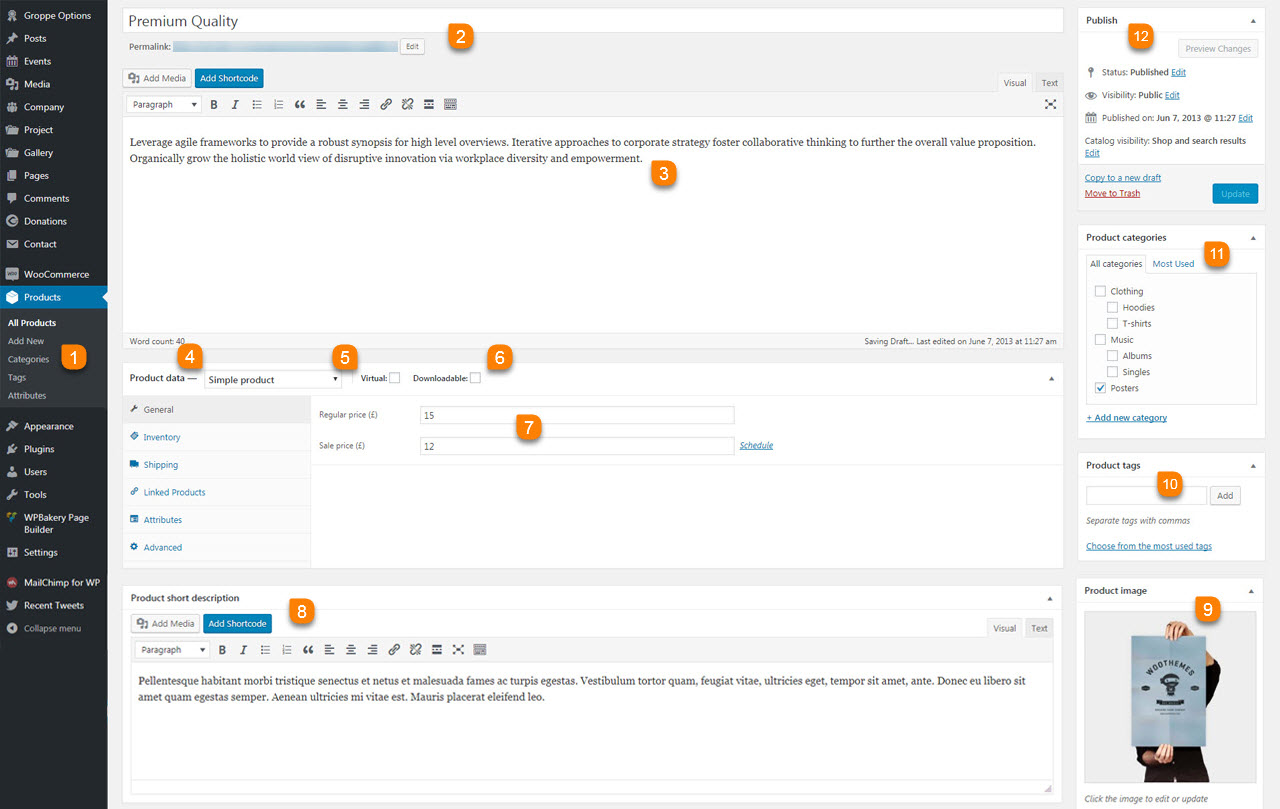 Groppe Options
Posts
Events
Media
Company
Project
Gallery
Pages
Comments
Donations
Contact
WooCommerce
Products
All Products
Add New
Categories
1
Tags
Attributes
Appearance
Plugins
Users
Tools
WPBakery Page
Builder
Settings
MailChimp for WP
Recent Tweets
Collapse menu
Premium Quality
2
Permalink:
Edit
Add Media
Add Shortcode
Visual
Text
Paragraph
B
I
Leverage agile frameworks to provide a robust synopsis for high level overviews. Iterative approaches to corporate strategy foster collaborative thinking to further the overall value proposition.
Organically grow the holistic world view of disruptive innovation via workplace diversity and empowerment.
3
Word count: 40
Saving Draft... Last edited on June 7, 2013 at 11:27 am
4
5
6
Product data —
Simple product
Virtual:
Downloadable:
General
Inventory
Shipping
Linked Products
Attributes
Advanced
Regular price (£)
15
7
Sale price (£)
12
Schedule
Product short description
8
Add Media
Add Shortcode
Visual
Text
Paragraph
B
I
Pellentesque habitant morbi tristique senectus et netus et malesuada fames ac turpis egestas. Vestibulum tortor quam, feugiat vitae, ultricies eget, tempor sit amet, ante. Donec eu libero sit
amet quam egestas semper. Aenean ultricies mi vitae est. Mauris placerat eleifend leo.
Publish
12
Preview Changes
Status: Published Edit
Visibility: Public Edit
Published on: Jun 7, 2013 @ 11:27 Edit
Catalog visibility: Shop and search results
Edit
Copy to a new draft
Move to Trash
Update
Product categories
11
All categories
Most Used
Clothing
Hoodies
T-shirts
Music
Albums
Singles
Posters
+ Add new category
Product tags
10
Add
Separate tags with commas
Choose from the most used tags
Product image
9
WOOTHEMES
Click the image to edit or update